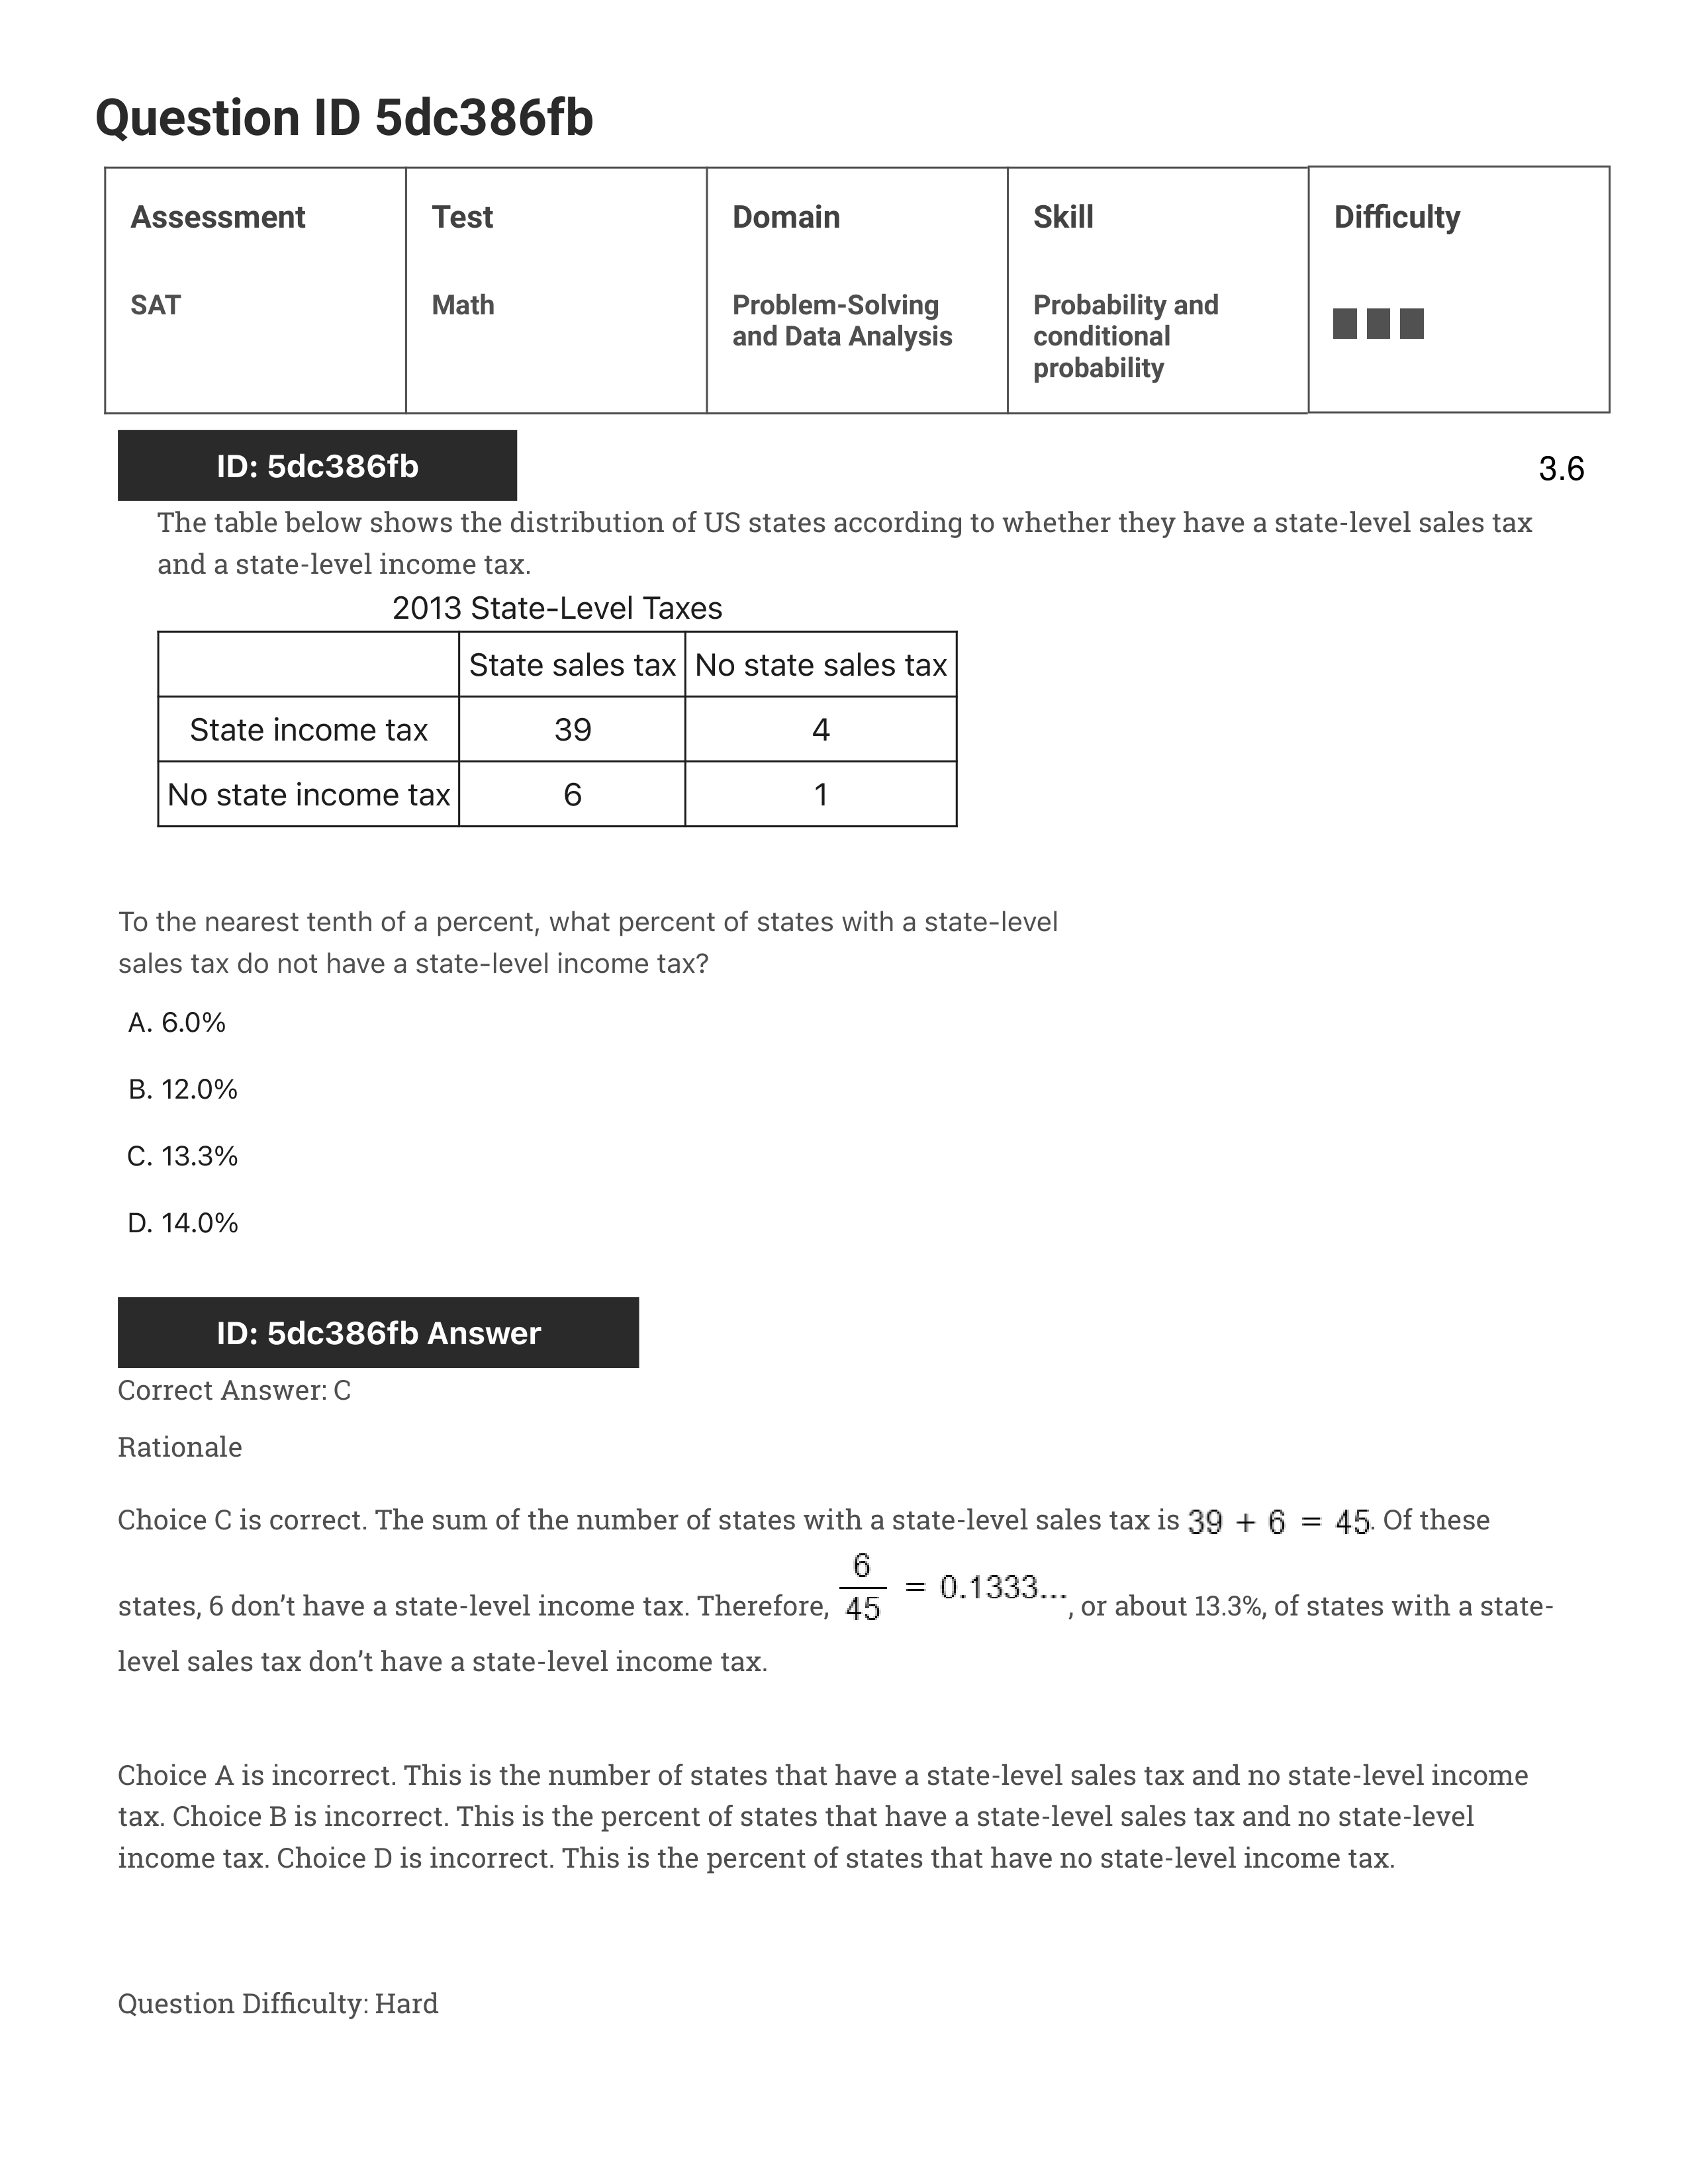 Question ID 5dc386fb
Assessment Test Domain Skill Difficulty
SAT Math Problem-Solving and Data Analysis Probability and conditional probability
ID: 5dc386fb
3.6
The table below shows the distribution of US states according to whether they have a state-level sales tax
and a state-level income tax.
2013 State-Level Taxes
State sales tax No state sales tax
State income tax 39 4
No state income tax 6 1
To the nearest tenth of a percent, what percent of states with a state-level
sales tax do not have a state-level income tax?
A. 6.0%
B. 12.0%
C. 13.3%
D. 14.0%
ID: 5dc386fb Answer
Correct Answer: C
Rationale
Choice C is correct. The sum of the number of states with a state-level sales tax is 39 + 6 = 45. Of these
states, 6 don’t have a state-level income tax. Therefore, 6/45 = 0.1333..., or about 13.3%, of states with a state-
level sales tax don’t have a state-level income tax.
Choice A is incorrect. This is the number of states that have a state-level sales tax and no state-level income
tax. Choice B is incorrect. This is the percent of states that have a state-level sales tax and no state-level
income tax. Choice D is incorrect. This is the percent of states that have no state-level income tax.
Question Difficulty: Hard